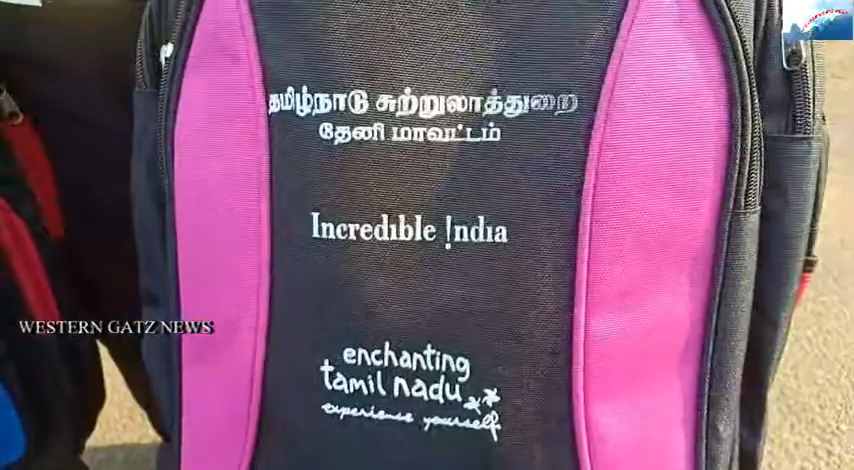 தமிழ்நாடு சுற்றுலாத்துறை
தேனி மாவட்டம்
Incredible !ndia
WESTERN GATZ NEWS
enchanting
tamil nadu
experience yourself